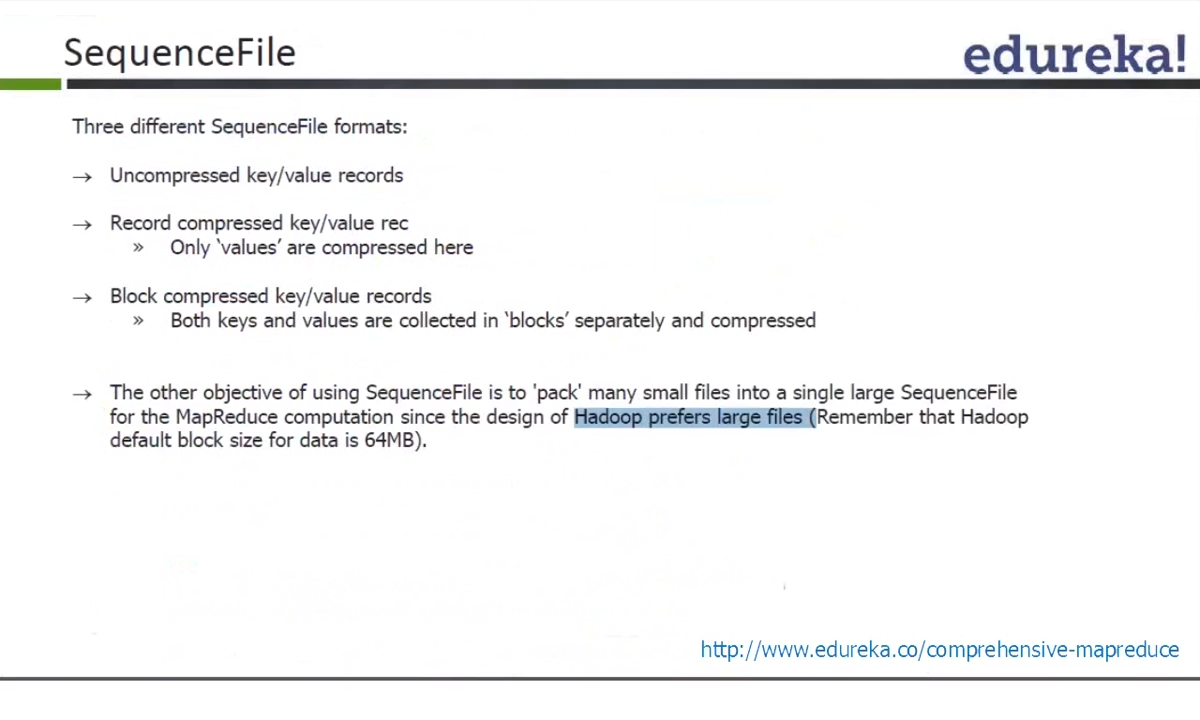 SequenceFile
edureka!
Three different SequenceFile formats:
→ Uncompressed key/value records
→ Record compressed key/value rec
» Only ‘values’ are compressed here
→ Block compressed key/value records
» Both keys and values are collected in ‘blocks’ separately and compressed
→ The other objective of using SequenceFile is to 'pack' many small files into a single large SequenceFile
for the MapReduce computation since the design of Hadoop prefers large files (Remember that Hadoop
default block size for data is 64MB).
http://www.edureka.co/comprehensive-mapreduce